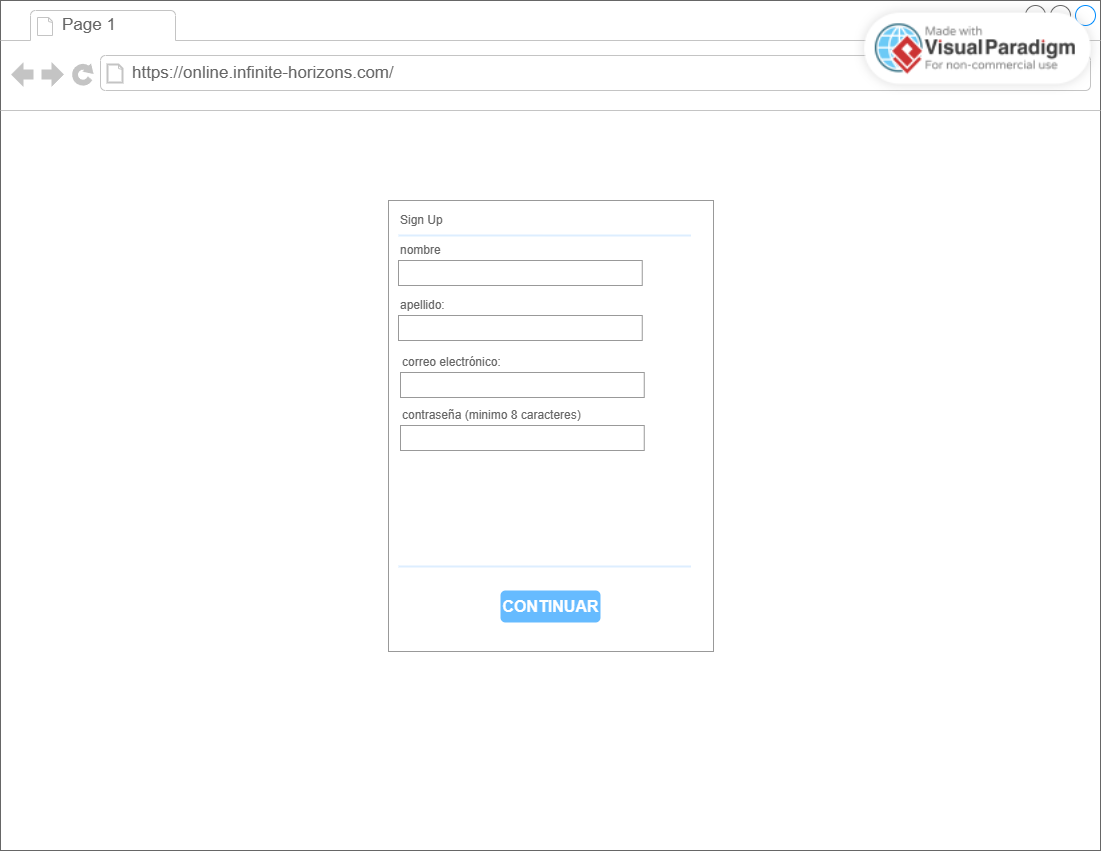 Page 1
Made with
Visual Paradigm
For non-commercial use
https://online.infinite-horizons.com/
Sign Up
nombre
apellido:
correo electrónico:
contraseña (minimo 8 caracteres)
CONTINUAR